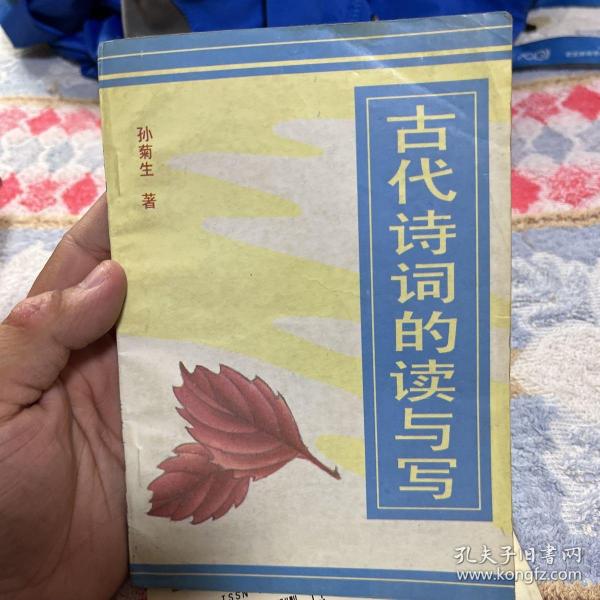 古代诗词的读与写
孙菊生 著
ISSN
孔夫子旧书网
www.kongfz.com